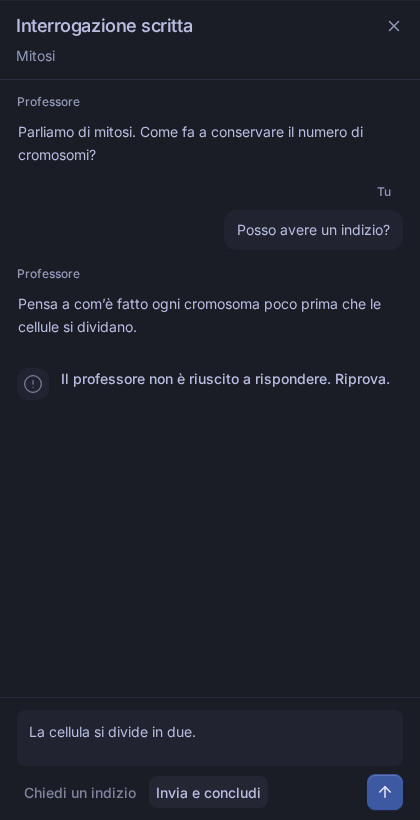 Interrogazione scritta
Mitosi
Professore
Parliamo di mitosi. Come fa a conservare il numero di
cromosomi?
Tu
Posso avere un indizio?
Professore
Pensa a com’è fatto ogni cromosoma poco prima che le
cellule si dividano.
Il professore non è riuscito a rispondere. Riprova.
La cellula si divide in due.
Chiedi un indizio
Invia e concludi